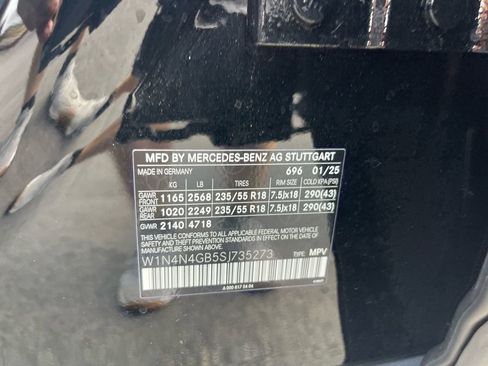 MFD BY MERCEDES-BENZ AG STUTTGART
MADE IN GERMANY 696 01/25
KG LB TIRES RIM SIZE COLD KPA(PSI)
GAWR FRONT 1165 2568 235/55 R18 7.5Jx18 290(43)
GAWR REAR 1020 2249 235/55 R18 7.5Jx18 290(43)
GVWR 2140 4718
THIS VEHICLE CONFORMS TO ALL APPLICABLE
U.S. FEDERAL MOTOR VEHICLE SAFETY
STANDARDS IN EFFECT ON THE DATE OF
MANUFACTURE SHOWN ABOVE.
W1N4N4GB5SJ735273 TYPE: MPV